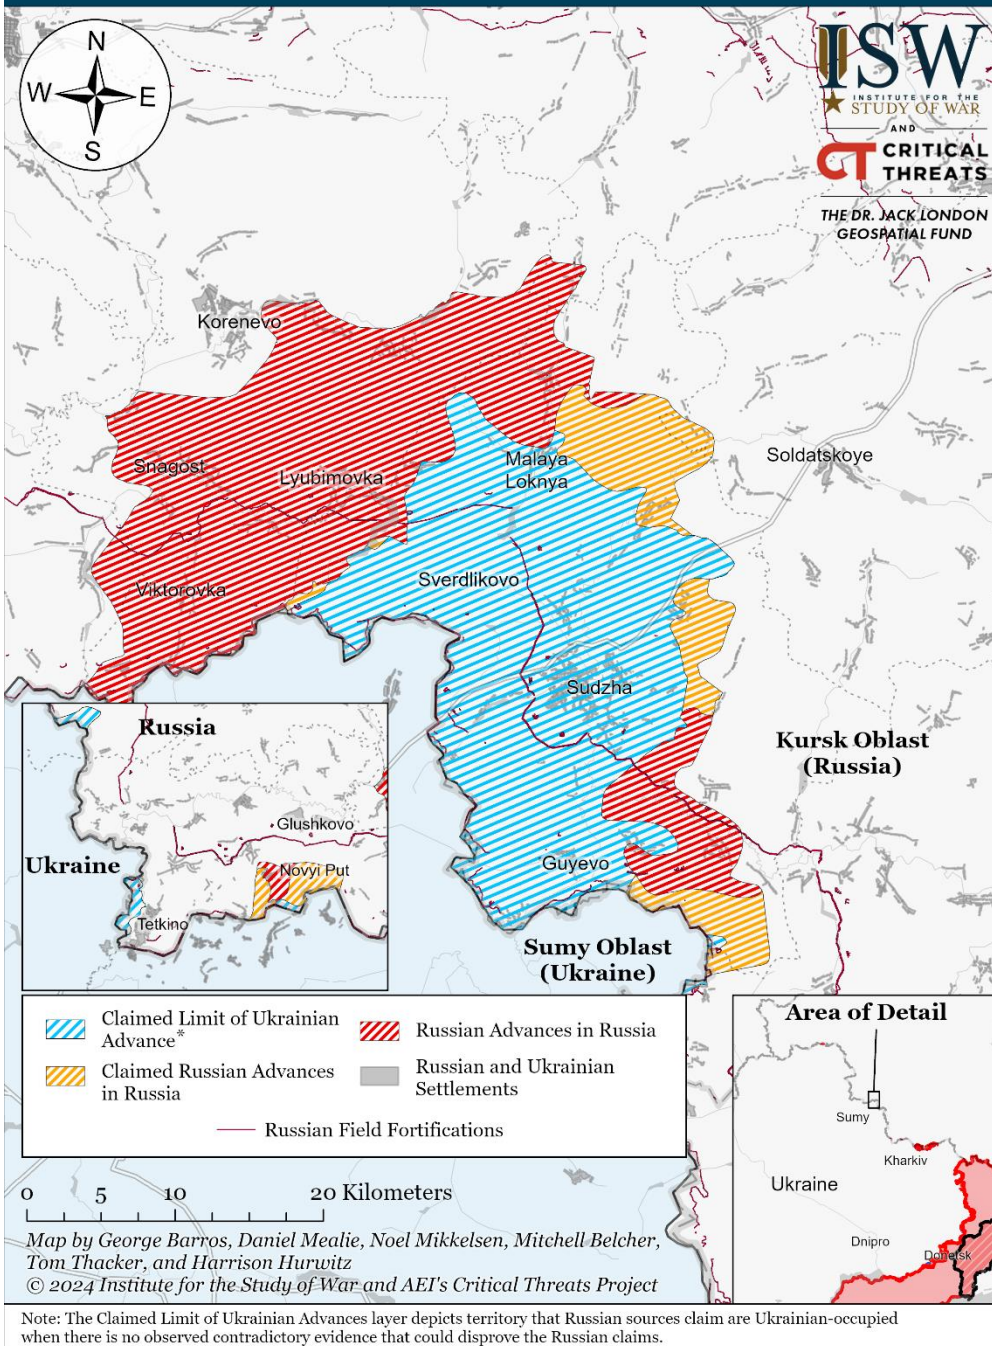 N
W
E
S
ISW
INSTITUTE FOR THE
STUDY OF WAR
AND
CT CRITICAL
THREATS
THE DR. JACK LONDON
GEOSPATIAL FUND
Korenevo
Snagost
Lyubimovka
Malaya
Loknya
Soldatskoye
Viktorovka
Sverdlikovo
Sudzha
Kursk Oblast
(Russia)
Guyevo
Sumy Oblast
(Ukraine)
Russia
Glushkovo
Ukraine
Novyi Put
Tetkino
Claimed Limit of Ukrainian
Advance*
Russian Advances in Russia
Claimed Russian Advances
in Russia
Russian and Ukrainian
Settlements
Russian Field Fortifications
Area of Detail
Sumy
Kharkiv
Ukraine
Dnipro
Donetsk
0 5 10 20 Kilometers
Map by George Barros, Daniel Mealie, Noel Mikkelsen, Mitchell Belcher,
Tom Thacker, and Harrison Hurwitz
© 2024 Institute for the Study of War and AEI's Critical Threats Project
Note: The Claimed Limit of Ukrainian Advances layer depicts territory that Russian sources claim are Ukrainian-occupied
when there is no observed contradictory evidence that could disprove the Russian claims.